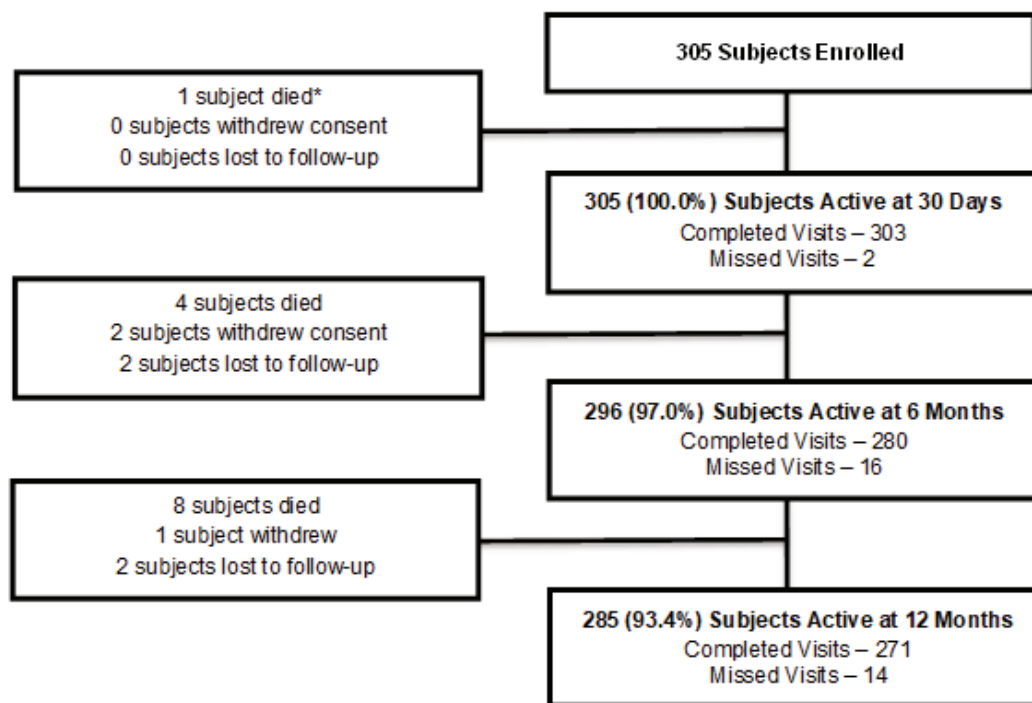 305 Subjects Enrolled
1 subject died*
0 subjects withdrew consent
0 subjects lost to follow-up
305 (100.0%) Subjects Active at 30 Days
Completed Visits – 303
Missed Visits – 2
4 subjects died
2 subjects withdrew consent
2 subjects lost to follow-up
296 (97.0%) Subjects Active at 6 Months
Completed Visits – 280
Missed Visits – 16
8 subjects died
1 subject withdrew
2 subjects lost to follow-up
285 (93.4%) Subjects Active at 12 Months
Completed Visits – 271
Missed Visits – 14